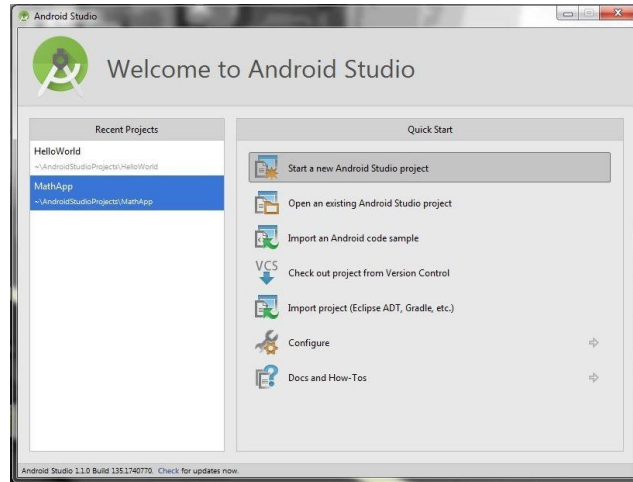 Android Studio
Welcome to Android Studio
Recent Projects
HelloWorld
~\AndroidStudioProjects\HelloWorld
MathApp
~\AndroidStudioProjects\MathApp
Quick Start
Start a new Android Studio project
Open an existing Android Studio project
Import an Android code sample
VCS
Check out project from Version Control
Import project (Eclipse ADT, Gradle, etc.)
Configure
Docs and How-Tos
Android Studio 1.1.0 Build 135.1740770. Check for updates now.